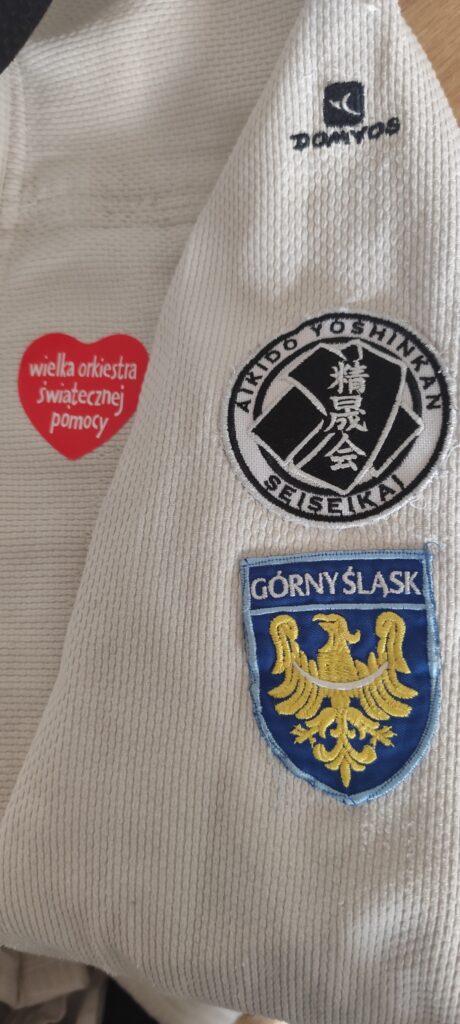 DOMYOS
wielka orkiestra
świątecznej
pomocy
AIKIDO YOSHINKAN
精晟会
SEISEIKAI
GÓRNY ŚLĄSK